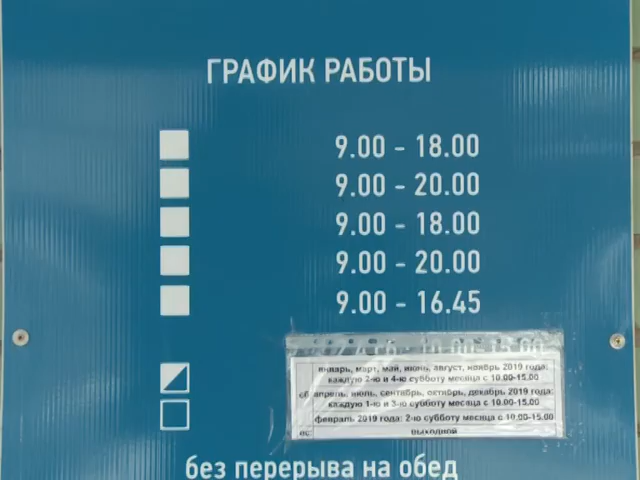 ГРАФИК РАБОТЫ
9.00 - 18.00
9.00 - 20.00
9.00 - 18.00
9.00 - 20.00
9.00 - 16.45
январь, март, май, июнь, август, ноябрь 2019 года:
каждую 2-ю и 4-ю субботу месяца с 10.00-15.00
сб апрель, июль, сентябрь, октябрь, декабрь 2019 года:
каждую 1-ю и 3-ю субботу месяца с 10.00-15.00
февраль 2019 года: 2-ю субботу месяца с 10.00-15.00
вс: выходной
без перерыва на обед